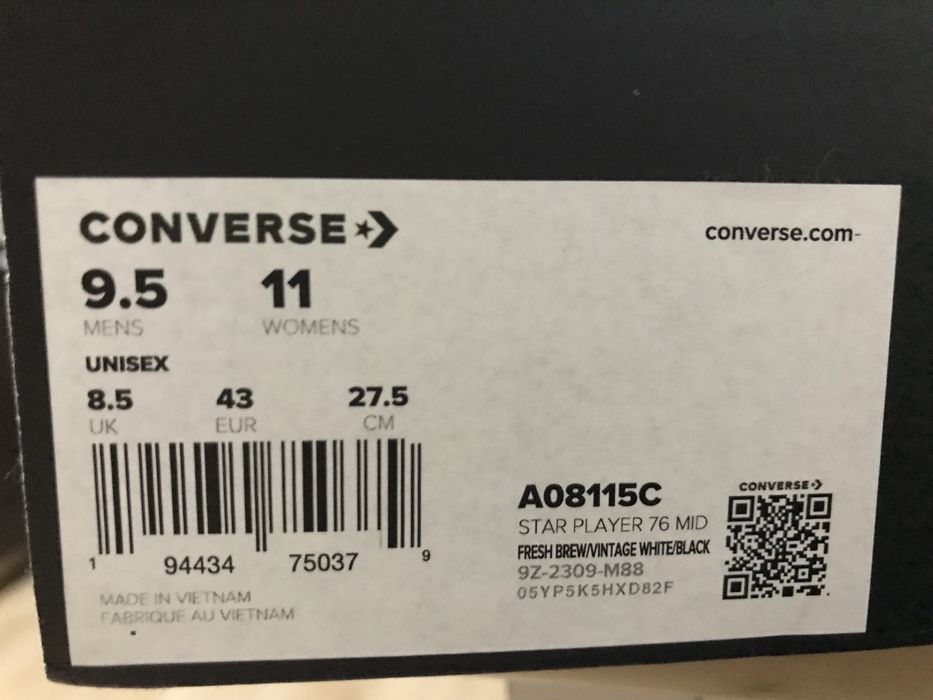 CONVERSE
converse.com-
9.5 11
MENS WOMENS
UNISEX
8.5 43 27.5
UK EUR CM
1 94434 75037 9
MADE IN VIETNAM
FABRIQUE AU VIETNAM
A08115C
STAR PLAYER 76 MID
FRESH BREW/VINTAGE WHITE/BLACK
9Z-2309-M88
05YP5K5HXD82F
CONVERSE